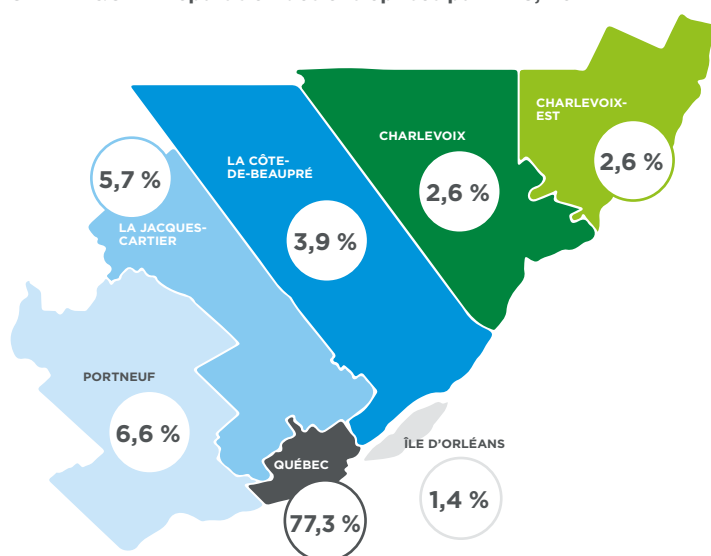 CHARLEVOIX-
EST
2,6 %
CHARLEVOIX
2,6 %
LA CÔTE-
DE-BEAUPRÉ
3,9 %
5,7 %
LA JACQUES-
CARTIER
PORTNEUF
6,6 %
QUÉBEC
77,3 %
ÎLE D'ORLÉANS
1,4 %